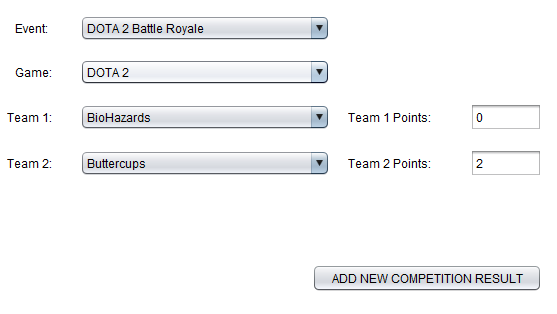 Event: DOTA 2 Battle Royale
Game: DOTA 2
Team 1: BioHazards Team 1 Points: 0
Team 2: Buttercups Team 2 Points: 2
ADD NEW COMPETITION RESULT